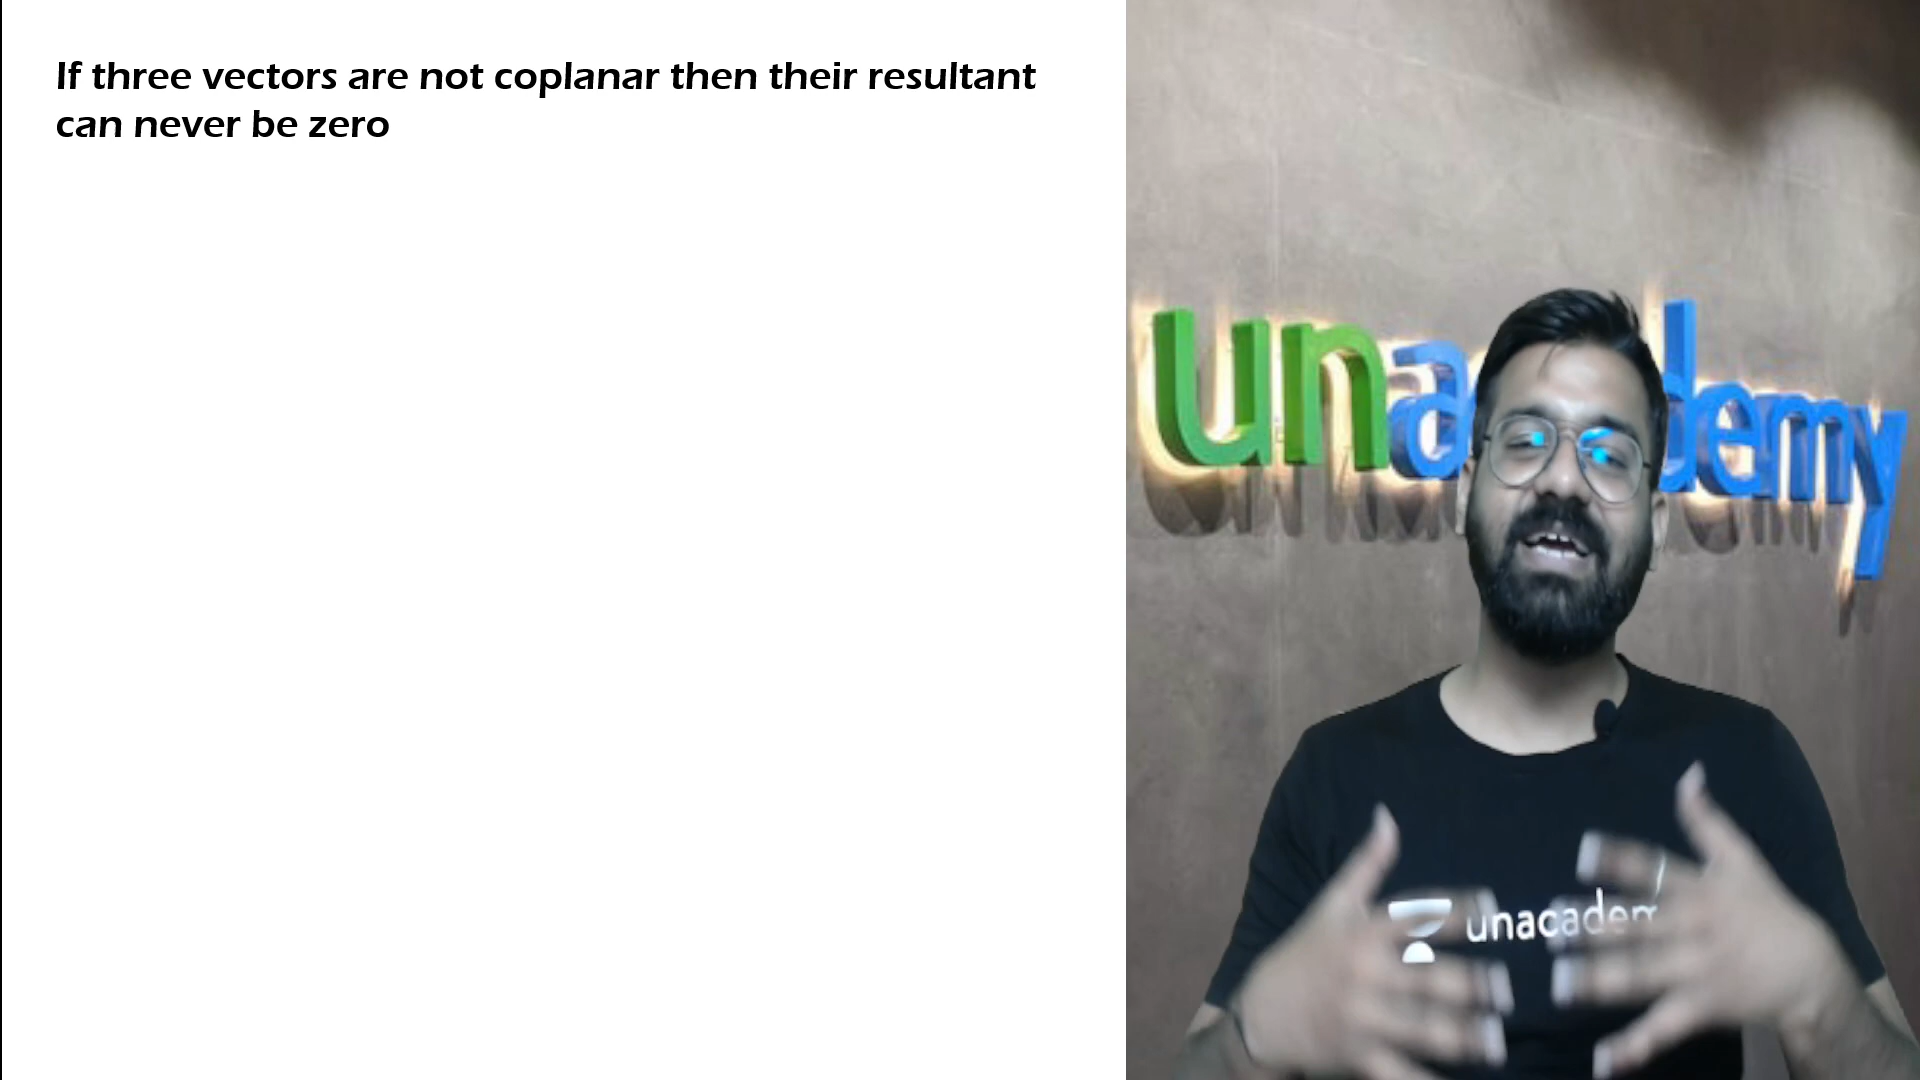 If three vectors are not coplanar then their resultant
can never be zero
unacademy
unacadem